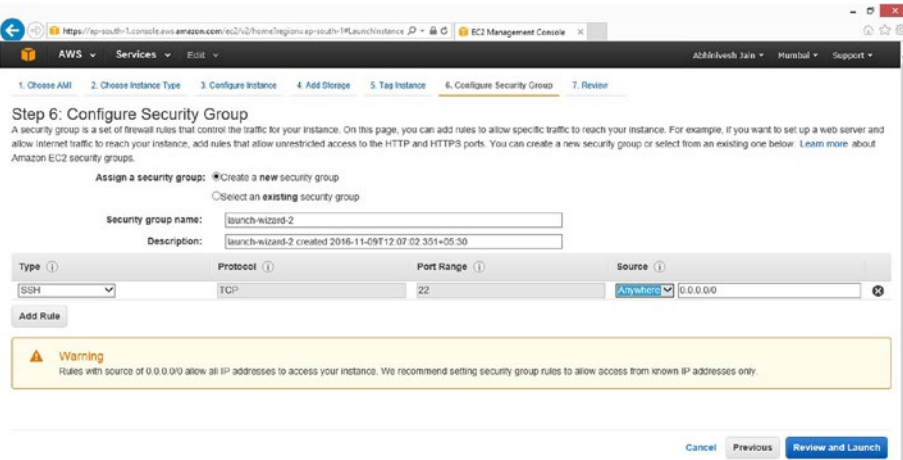 https://ap-south-1.console.aws.amazon.com/ec2/v2/home?region=ap-south-1#LaunchInstance
EC2 Management Console
AWS Services Edit Abhinivesh Jain Mumbai Support
1. Choose AMI 2. Choose Instance Type 3. Configure Instance 4. Add Storage 5. Tag Instance 6. Configure Security Group 7. Review
Step 6: Configure Security Group
A security group is a set of firewall rules that control the traffic for your instance. On this page, you can add rules to allow specific traffic to reach your instance. For example, if you want to set up a web server and
allow Internet traffic to reach your instance, add rules that allow unrestricted access to the HTTP and HTTPS ports. You can create a new security group or select from an existing one below. Learn more about
Amazon EC2 security groups.
Assign a security group: Create a new security group
Select an existing security group
Security group name: launch-wizard-2
Description: launch-wizard-2 created 2016-11-09T12:07:02.351+05:30
Type Protocol Port Range Source
SSH TCP 22 Anywhere 0.0.0.0/0
Add Rule
Warning
Rules with source of 0.0.0.0/0 allow all IP addresses to access your instance. We recommend setting security group rules to allow access from known IP addresses only.
Cancel Previous Review and Launch